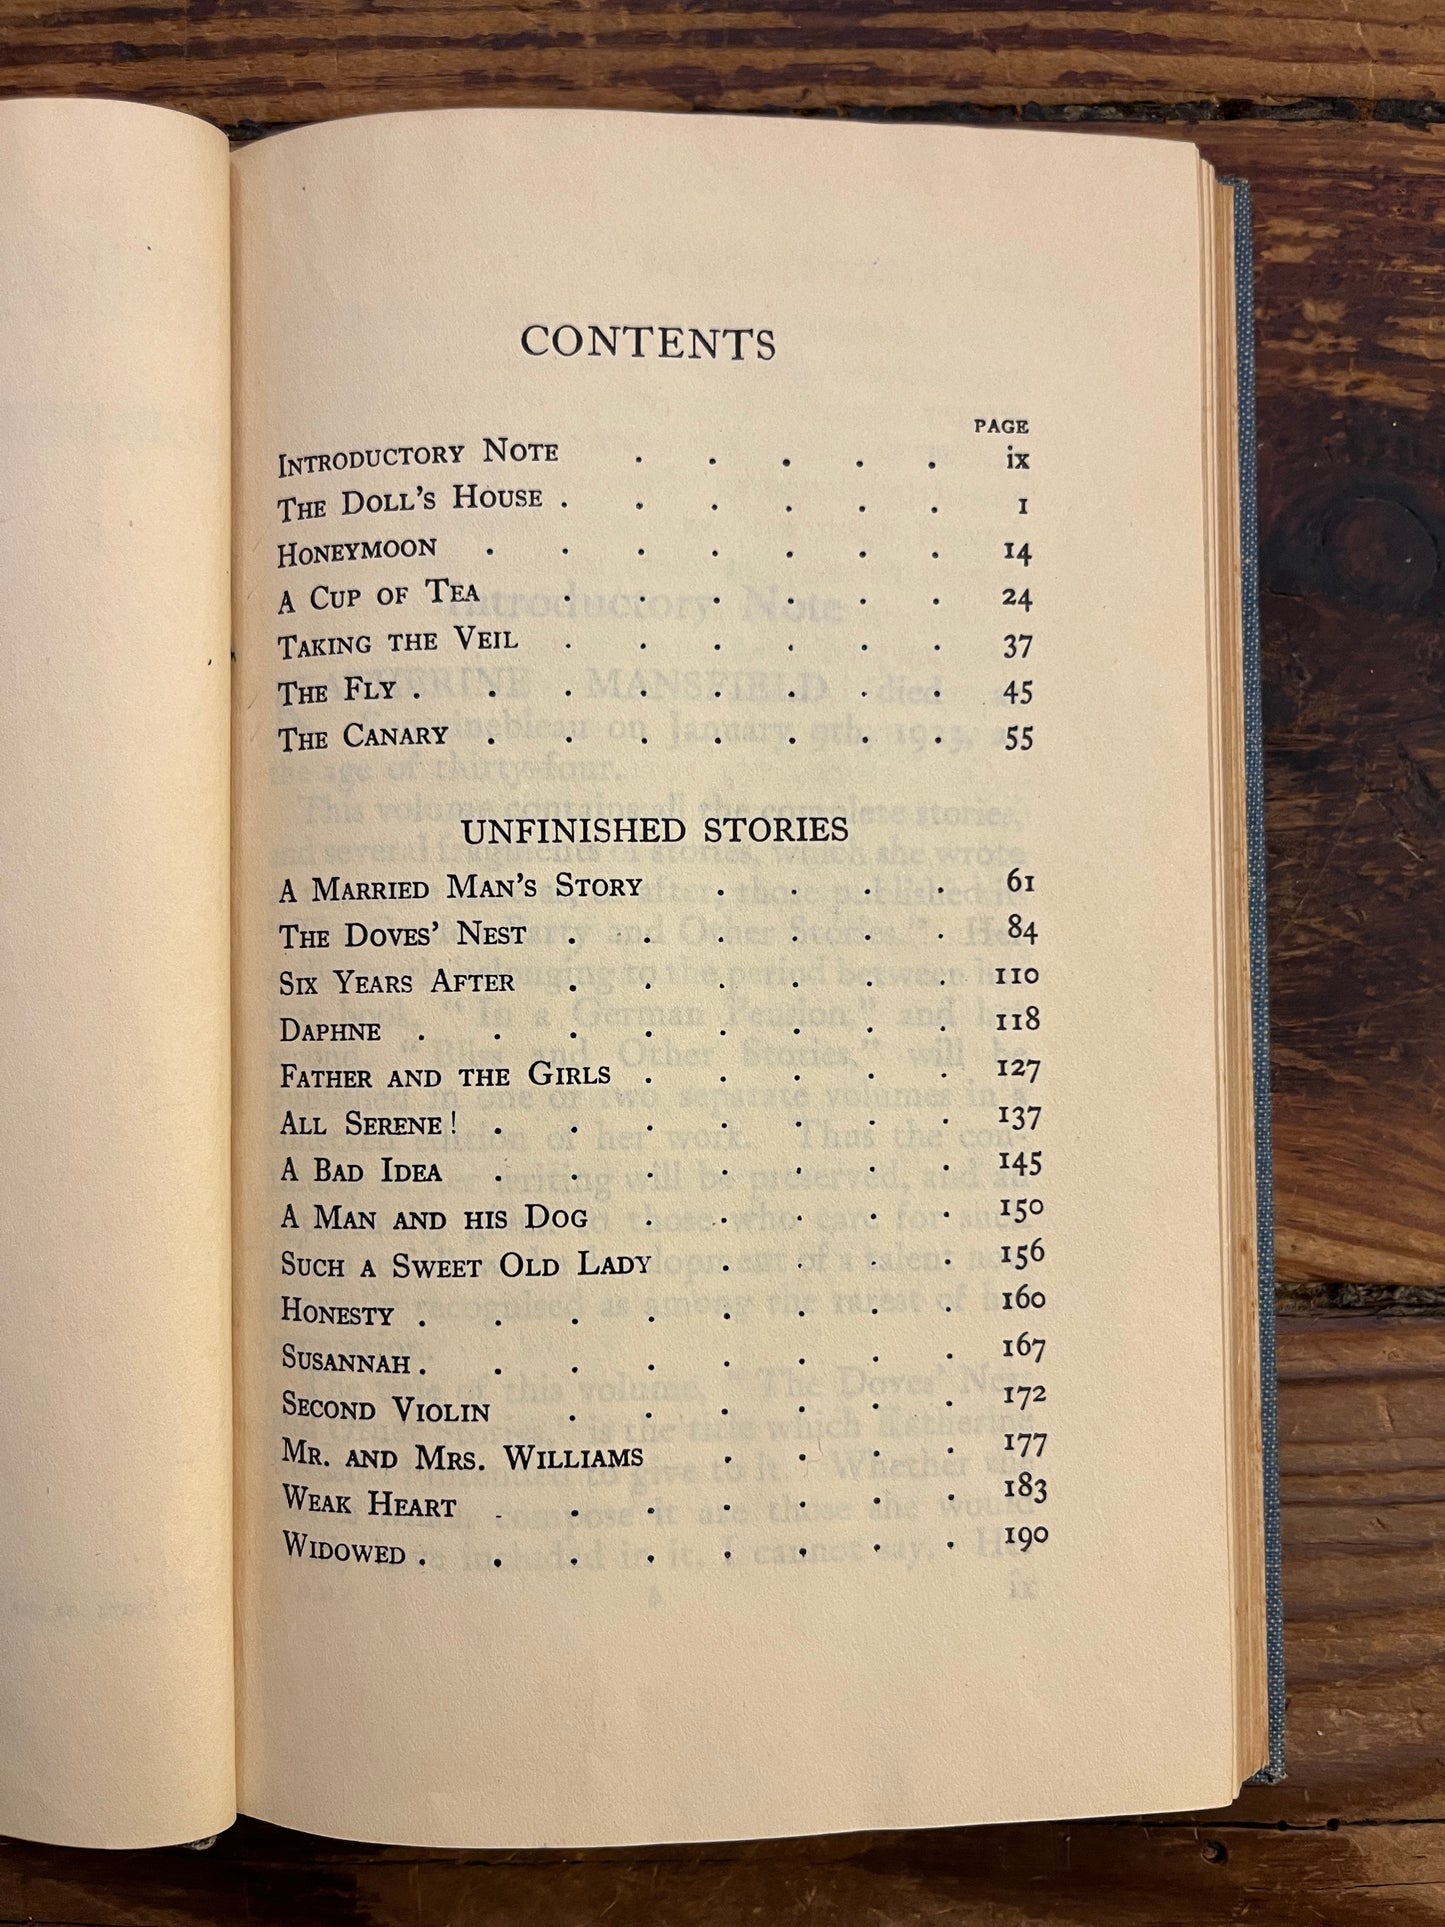 CONTENTS
PAGE
INTRODUCTORY NOTE . . . . . ix
THE DOLL'S HOUSE . . . . . . 1
HONEYMOON . . . . . . . 14
A CUP OF TEA . . . . . . 24
TAKING THE VEIL . . . . . . 37
THE FLY . . . . . . . . 45
THE CANARY . . . . . . . 55
UNFINISHED STORIES
A MARRIED MAN'S STORY . . . . 61
THE DOVES' NEST . . . . . . 84
SIX YEARS AFTER . . . . . . 110
DAPHNE . . . . . . . . 118
FATHER AND THE GIRLS . . . . . 127
ALL SERENE! . . . . . . . 137
A BAD IDEA . . . . . . . 145
A MAN AND HIS DOG . . . . . 150
SUCH A SWEET OLD LADY . . . . 156
HONESTY . . . . . . . . 160
SUSANNAH . . . . . . . . 167
SECOND VIOLIN . . . . . . 172
MR. AND MRS. WILLIAMS . . . . 177
WEAK HEART . . . . . . . 183
WIDOWED . . . . . . . . 190